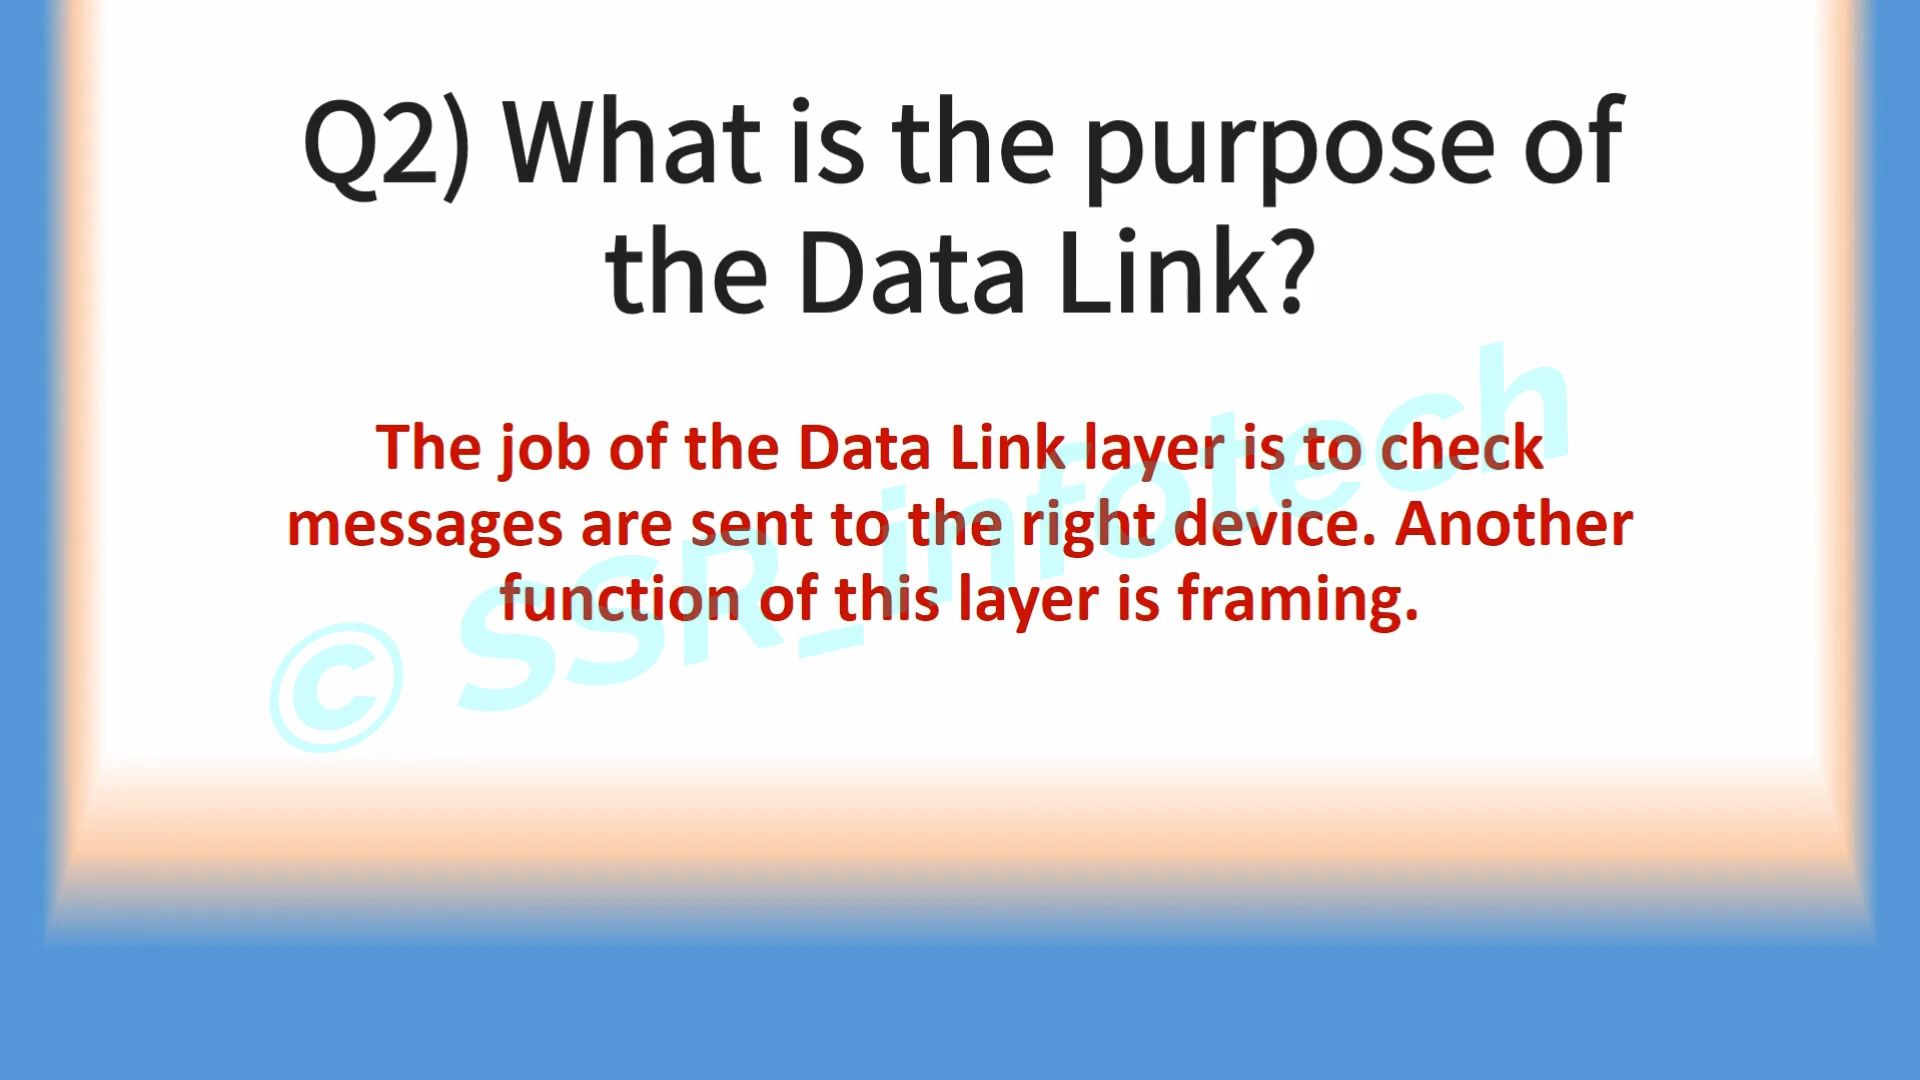 Q2) What is the purpose of
the Data Link?
The job of the Data Link layer is to check
messages are sent to the right device. Another
function of this layer is framing.
© SSR_infotech